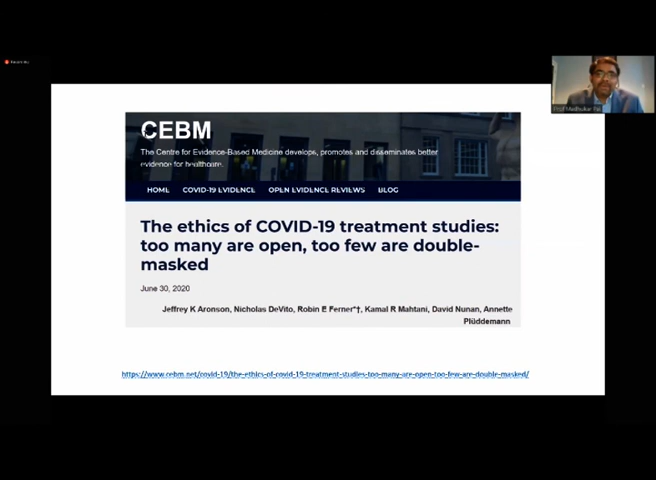 CEBM
The Centre for Evidence-Based Medicine develops, promotes and disseminates better
evidence for healthcare.
HOME COVID-19 EVIDENCE OPEN EVIDENCE REVIEWS BLOG
The ethics of COVID-19 treatment studies:
too many are open, too few are double-
masked
June 30, 2020
Jeffrey K Aronson, Nicholas DeVito, Robin E Ferner*†, Kamal R Mahtani, David Nunan, Annette
Plüddemann
https://www.cebm.net/covid-19/the-ethics-of-covid-19-treatment-studies-too-many-are-open-too-few-are-double-masked/